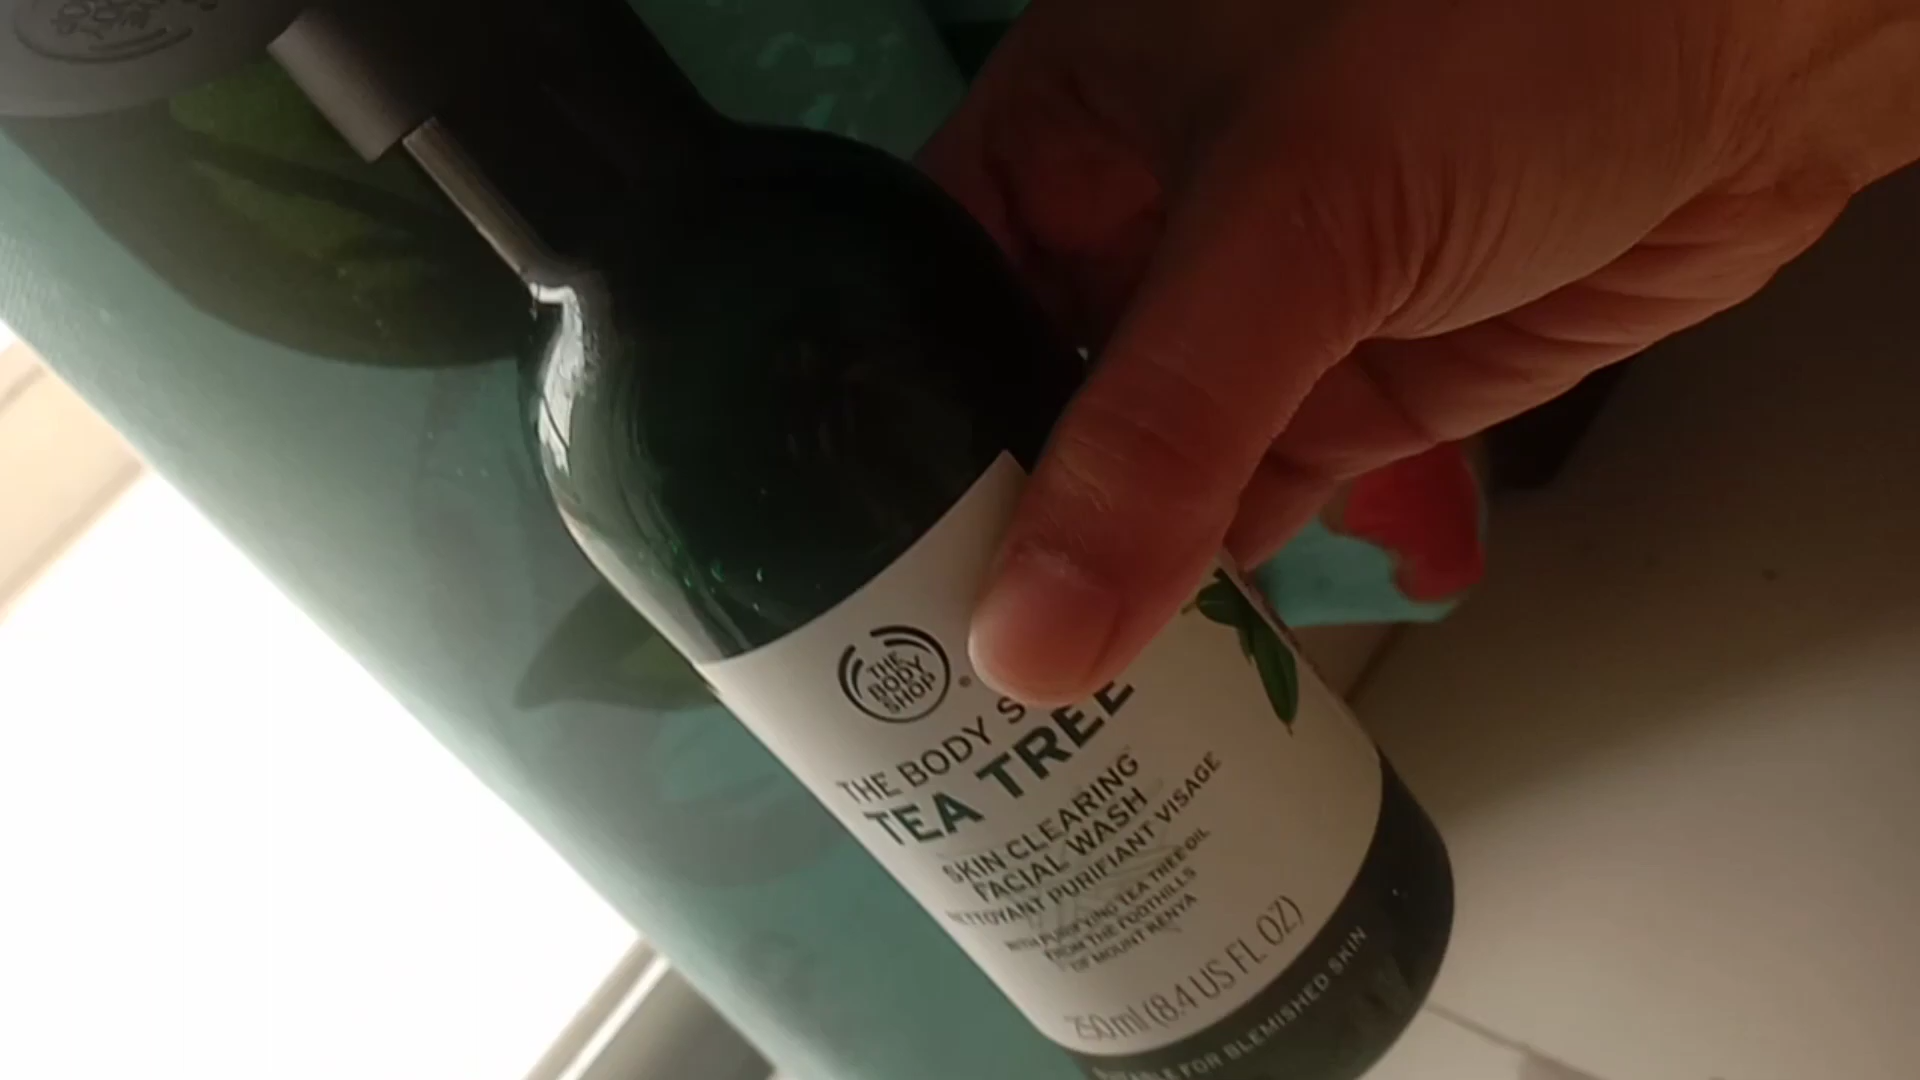 THE
BODY
SHOP
®
THE BODY S
TEA TREE
SKIN CLEARING
FACIAL WASH
NETTOYANT PURIFIANT VISAGE
WITH PURIFYING TEA TREE OIL
FROM THE FOOTHILLS
OF MOUNT KENYA
250ml (8.4 US FL. OZ)
SUITABLE FOR BLEMISHED SKIN